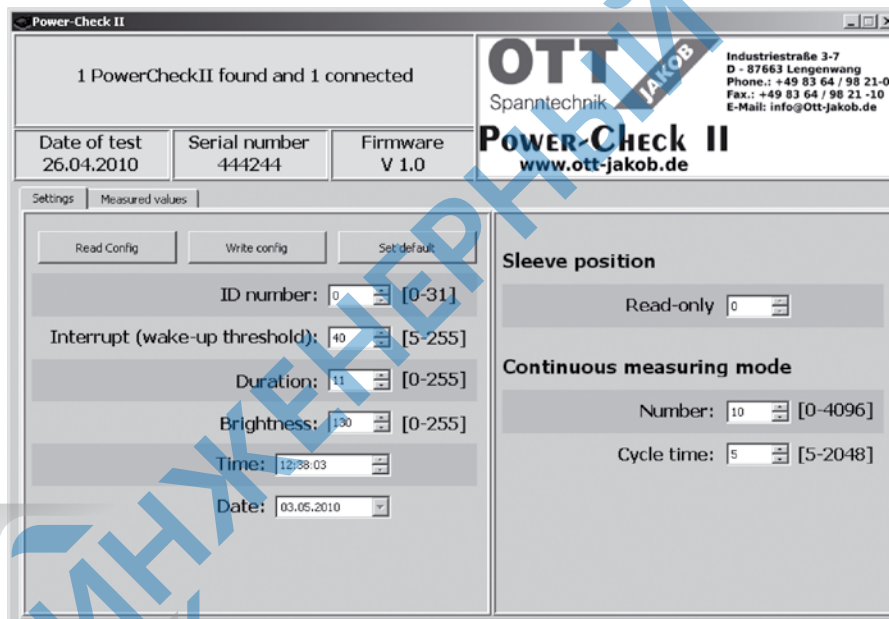 Power-Check II
1 PowerCheckII found and 1 connected
Date of test
26.04.2010
Serial number
444244
Firmware
V 1.0
OTT
JAKOB
Spanntechnik
Industriestraße 3-7
D - 87663 Lengenwang
Phone.: +49 83 64 / 98 21-0
Fax.: +49 83 64 / 98 21 -10
E-Mail: info@Ott-Jakob.de
POWER-CHECK II
www.ott-jakob.de
Settings
Measured values
Read Config
Write config
Set default
ID number: 0 [0-31]
Interrupt (wake-up threshold): 40 [5-255]
Duration: 11 [0-255]
Brightness: 130 [0-255]
Time: 12:38:03
Date: 03.05.2010
Sleeve position
Read-only 0
Continuous measuring mode
Number: 10 [0-4096]
Cycle time: 5 [5-2048]
ИНЖЕНЕРНЫЙ